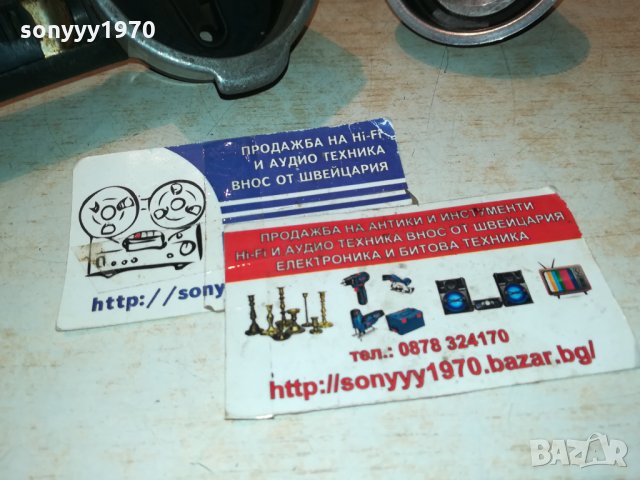 sonyyy1970
ПРОДАЖБА НА Hi-Fi
И АУДИО ТЕХНИКА
ВНОС ОТ ШВЕЙЦАРИЯ
http://sony
ПРОДАЖБА НА АНТИКИ И ИНСТУМЕНТИ
Hi-Fi И АУДИО ТЕХНИКА ВНОС ОТ ШВЕЙЦАРИЯ
ЕЛЕКТРОНИКА И БИТОВА ТЕХНИКА
тел.: 0878 324170
http://sonyyy1970.bazar.bg/
BAZAR
sonyyy1970